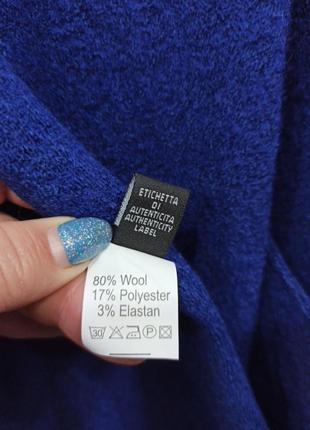 ETICHETTA
DI
AUTENTICITA
AUTHENTICITY
LABEL
80% Wool
17% Polyester
3% Elastan
30 P